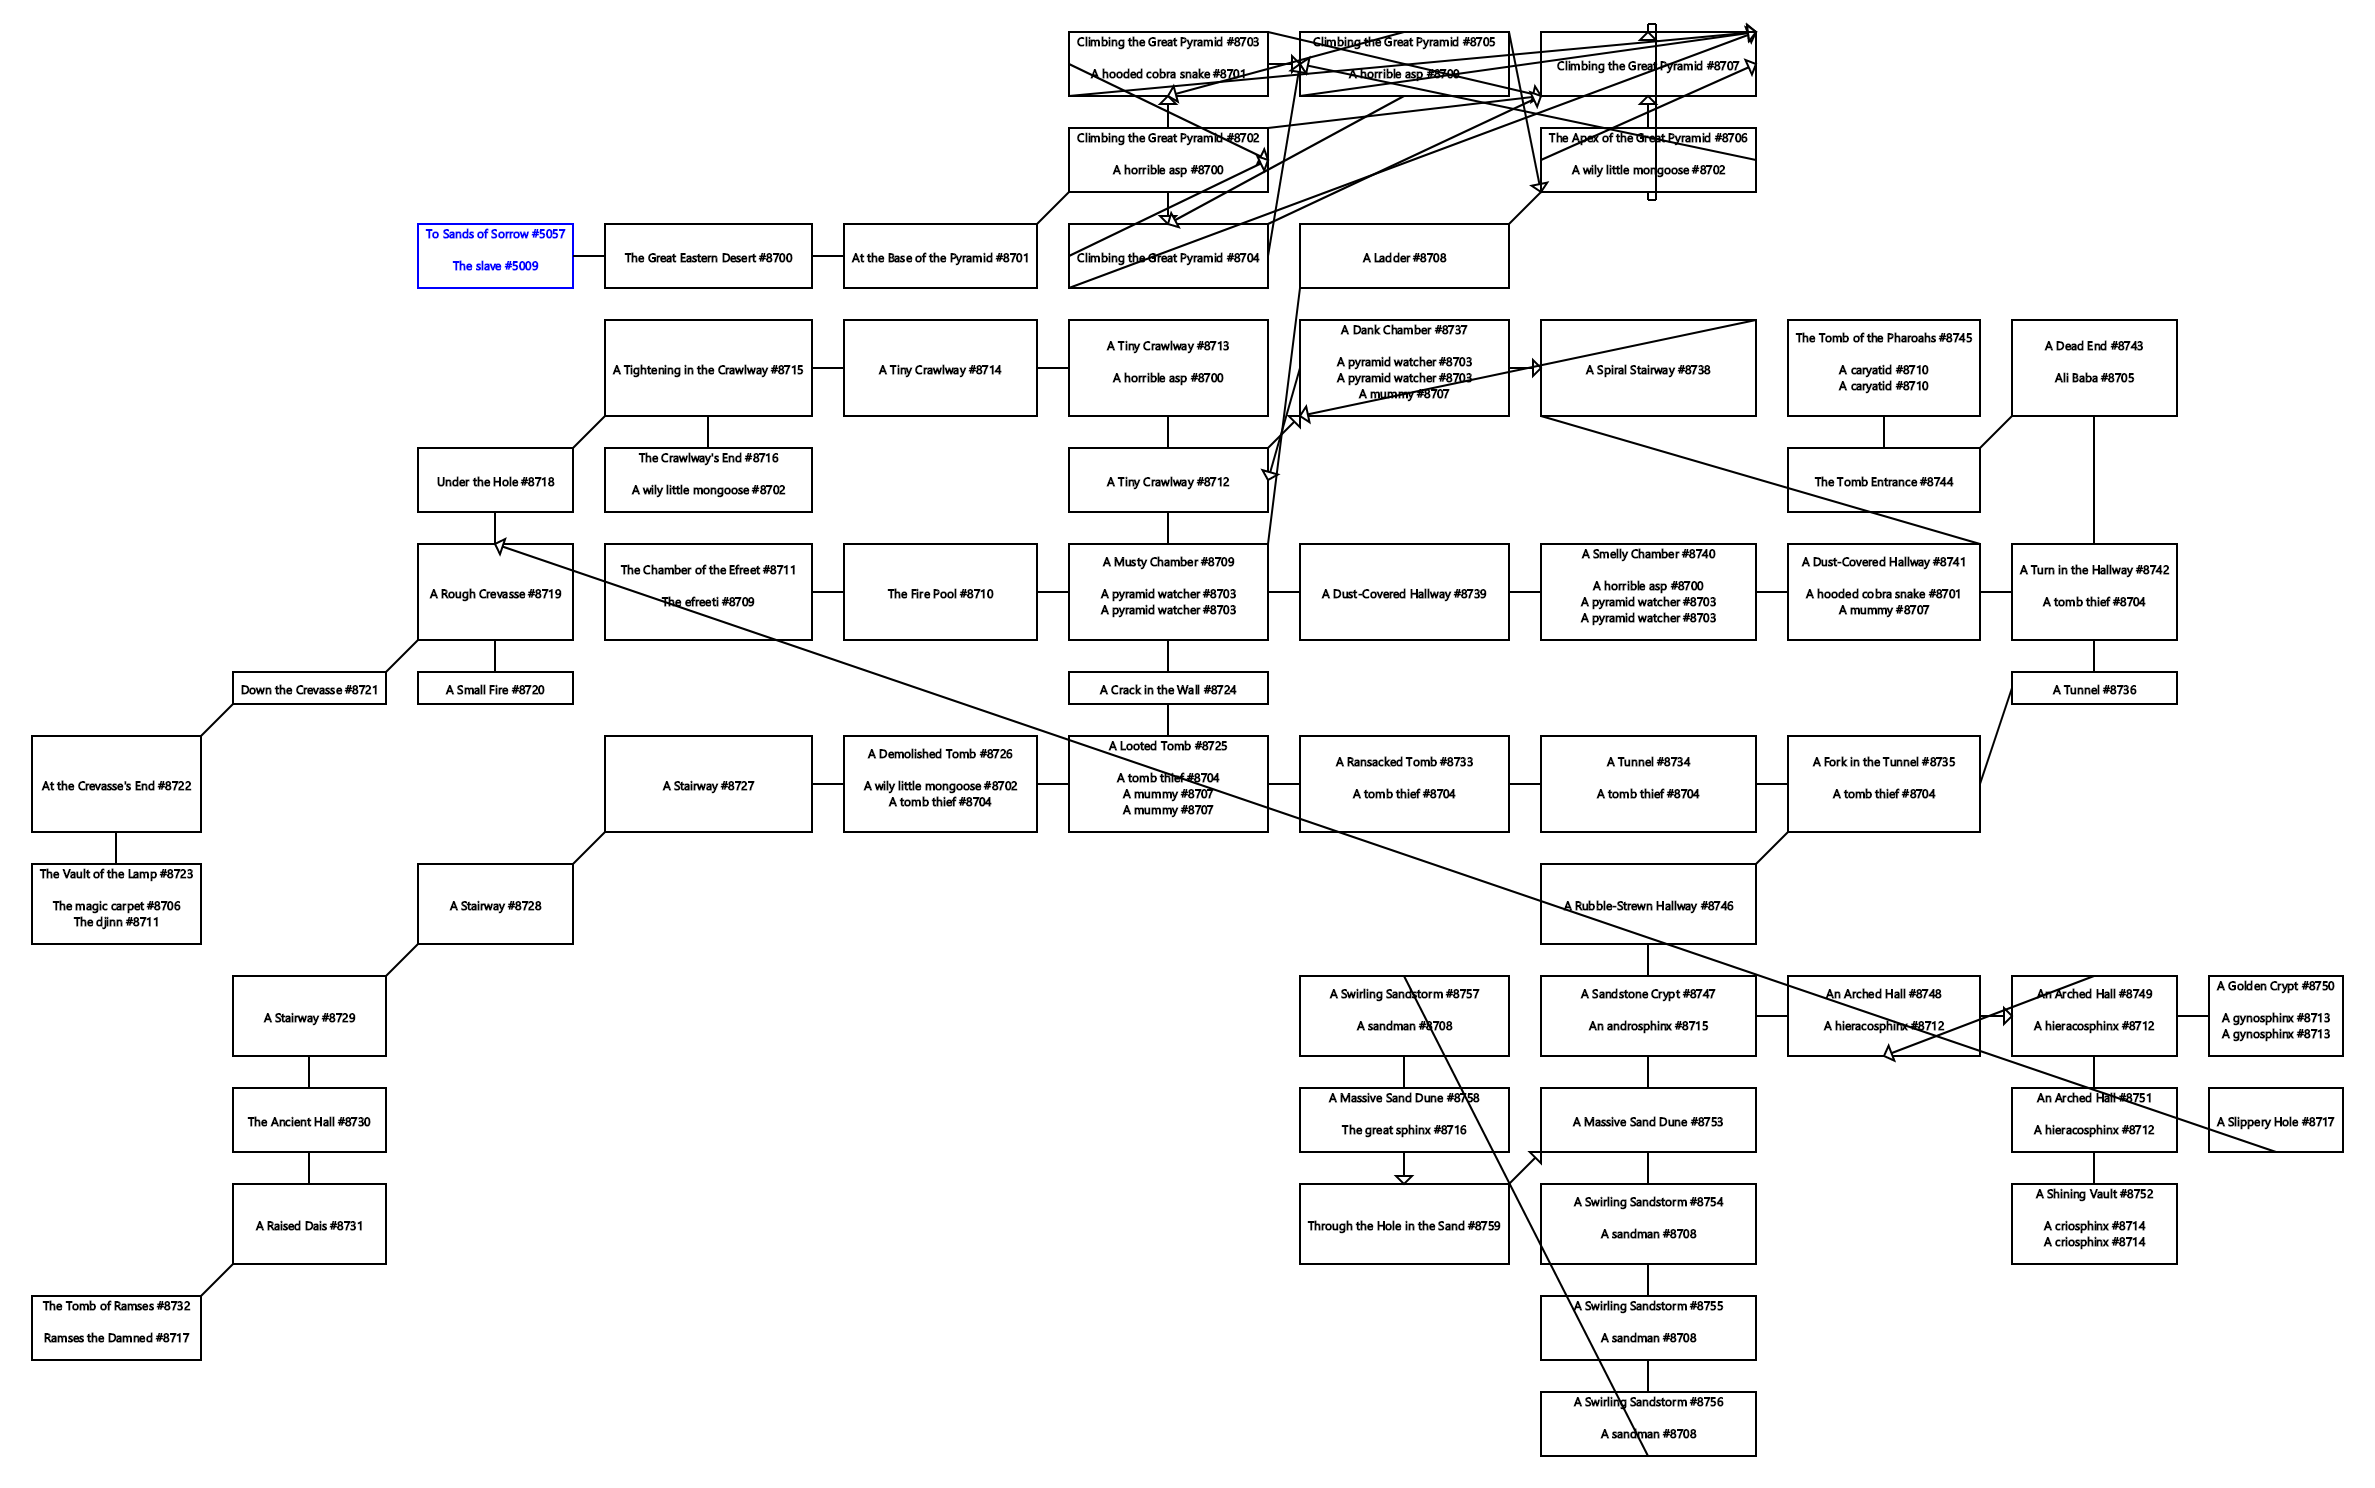 Climbing the Great Pyramid #8703
A hooded cobra snake #8701
Climbing the Great Pyramid #8705
A horrible asp #8700
Climbing the Great Pyramid #8707
Climbing the Great Pyramid #8702
A horrible asp #8700
The Apex of the Great Pyramid #8706
A wily little mongoose #8702
To Sands of Sorrow #5057
The slave #5009
The Great Eastern Desert #8700
At the Base of the Pyramid #8701
Climbing the Great Pyramid #8704
A Ladder #8708
A Tightening in the Crawlway #8715
A Tiny Crawlway #8714
A Tiny Crawlway #8713
A horrible asp #8700
A Dank Chamber #8737
A pyramid watcher #8703
A pyramid watcher #8703
A mummy #8707
A Spiral Stairway #8738
The Tomb of the Pharoahs #8745
A caryatid #8710
A caryatid #8710
A Dead End #8743
Ali Baba #8705
Under the Hole #8718
The Crawlway's End #8716
A wily little mongoose #8702
A Tiny Crawlway #8712
The Tomb Entrance #8744
A Rough Crevasse #8719
The Chamber of the Efreet #8711
The efreeti #8709
The Fire Pool #8710
A Musty Chamber #8709
A pyramid watcher #8703
A pyramid watcher #8703
A Dust-Covered Hallway #8739
A Smelly Chamber #8740
A horrible asp #8700
A pyramid watcher #8703
A pyramid watcher #8703
A Dust-Covered Hallway #8741
A hooded cobra snake #8701
A mummy #8707
A Turn in the Hallway #8742
A tomb thief #8704
Down the Crevasse #8721
A Small Fire #8720
A Crack in the Wall #8724
A Tunnel #8736
At the Crevasse's End #8722
A Stairway #8727
A Demolished Tomb #8726
A wily little mongoose #8702
A tomb thief #8704
A Looted Tomb #8725
A tomb thief #8704
A mummy #8707
A mummy #8707
A Ransacked Tomb #8733
A tomb thief #8704
A Tunnel #8734
A tomb thief #8704
A Fork in the Tunnel #8735
A tomb thief #8704
The Vault of the Lamp #8723
The magic carpet #8706
The djinn #8711
A Stairway #8728
A Rubble-Strewn Hallway #8746
A Stairway #8729
A Swirling Sandstorm #8757
A sandman #8708
A Sandstone Crypt #8747
An androsphinx #8715
An Arched Hall #8748
A hieracosphinx #8712
An Arched Hall #8749
A hieracosphinx #8712
A Golden Crypt #8750
A gynosphinx #8713
A gynosphinx #8713
The Ancient Hall #8730
A Massive Sand Dune #8758
The great sphinx #8716
A Massive Sand Dune #8753
An Arched Hall #8751
A hieracosphinx #8712
A Slippery Hole #8717
A Raised Dais #8731
Through the Hole in the Sand #8759
A Swirling Sandstorm #8754
A sandman #8708
A Shining Vault #8752
A criosphinx #8714
A criosphinx #8714
The Tomb of Ramses #8732
Ramses the Damned #8717
A Swirling Sandstorm #8755
A sandman #8708
A Swirling Sandstorm #8756
A sandman #8708